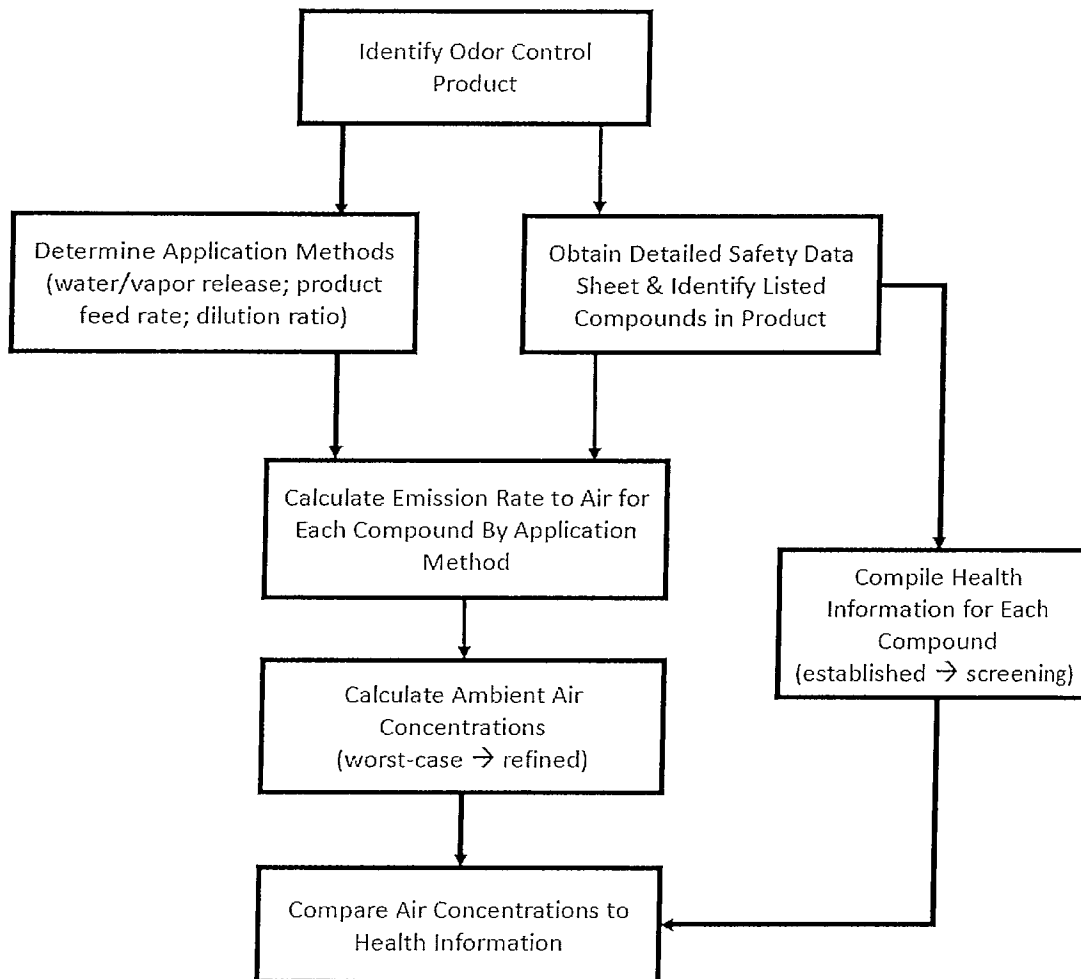 Identify Odor Control
Product
Determine Application Methods
(water/vapor release; product
feed rate; dilution ratio)
Obtain Detailed Safety Data
Sheet & Identify Listed
Compounds in Product
Calculate Emission Rate to Air for
Each Compound By Application
Method
Compile Health
Information for Each
Compound
(established → screening)
Calculate Ambient Air
Concentrations
(worst-case → refined)
Compare Air Concentrations to
Health Information